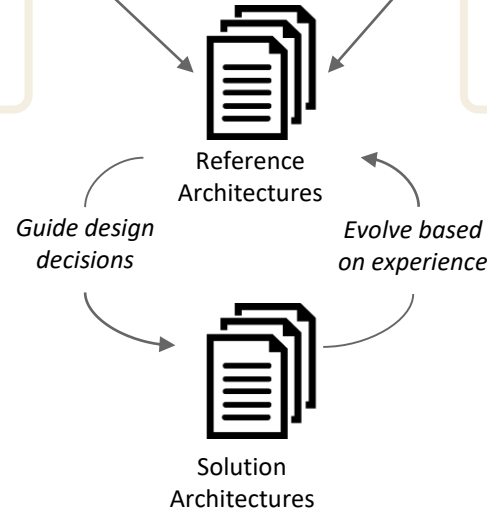 Reference
Architectures
Guide design
decisions
Evolve based
on experience
Solution
Architectures